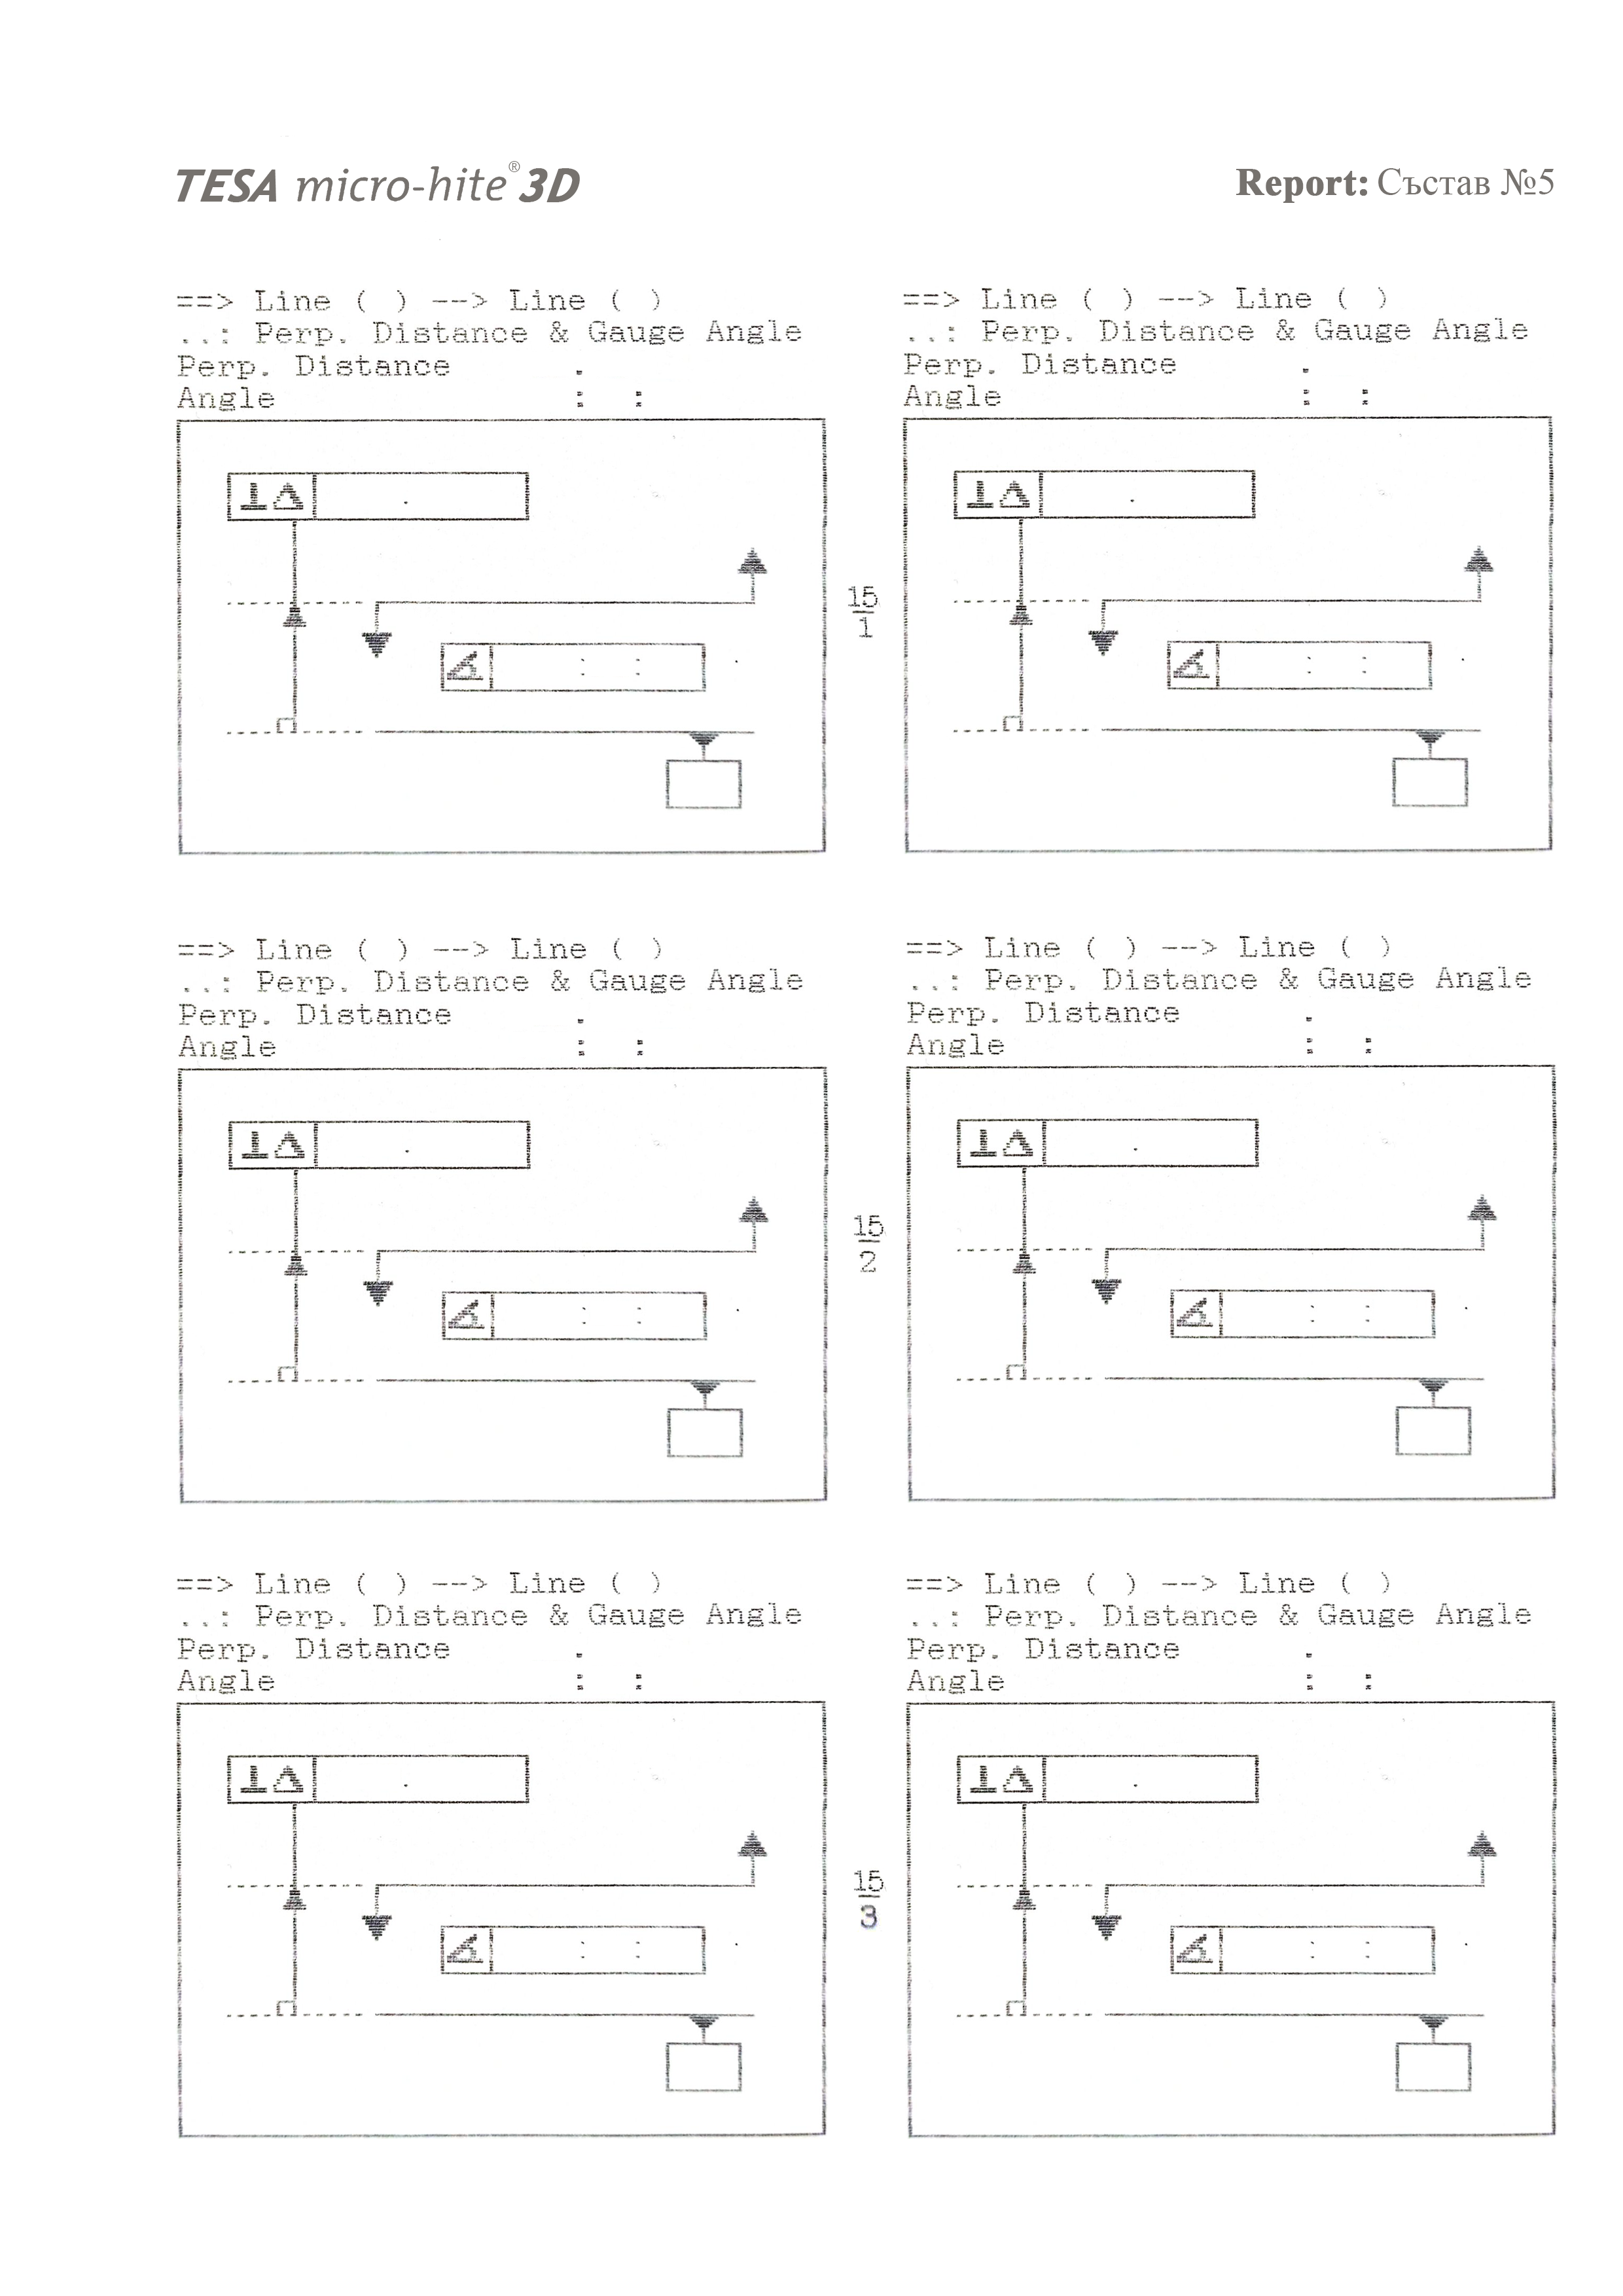 TESA micro-hite® 3D
Report: Състав №5
==> Line ( ) --> Line ( )
..: Perp. Distance & Gauge Angle
Perp. Distance .
Angle : :
==> Line ( ) --> Line ( )
..: Perp. Distance & Gauge Angle
Perp. Distance .
Angle : :
15
1
==> Line ( ) --> Line ( )
..: Perp. Distance & Gauge Angle
Perp. Distance .
Angle : :
==> Line ( ) --> Line ( )
..: Perp. Distance & Gauge Angle
Perp. Distance .
Angle : :
15
2
==> Line ( ) --> Line ( )
..: Perp. Distance & Gauge Angle
Perp. Distance .
Angle : :
==> Line ( ) --> Line ( )
..: Perp. Distance & Gauge Angle
Perp. Distance .
Angle : :
15
3